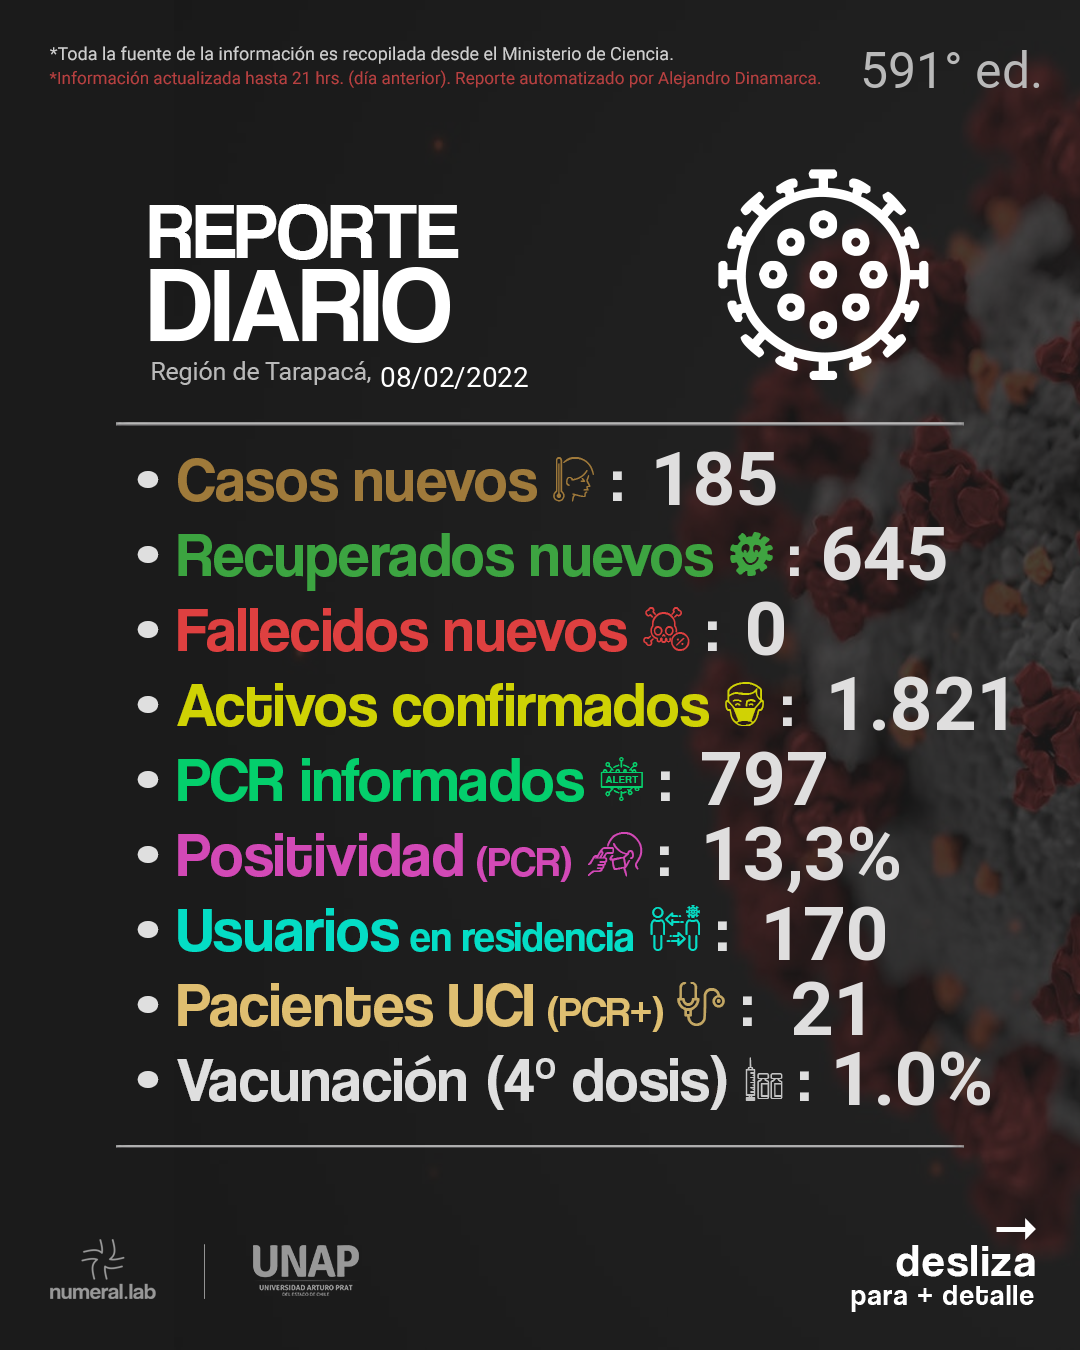 *Toda la fuente de la información es recopilada desde el Ministerio de Ciencia.
*Información actualizada hasta 21 hrs. (día anterior). Reporte automatizado por Alejandro Dinamarca.
591° ed.
REPORTE
DIARIO
Región de Tarapacá, 08/02/2022
• Casos nuevos : 185
• Recuperados nuevos : 645
• Fallecidos nuevos : 0
• Activos confirmados : 1.821
• PCR informados ALERT : 797
• Positividad (PCR) : 13,3%
• Usuarios en residencia : 170
• Pacientes UCI (PCR+) : 21
• Vacunación (4º dosis) : 1.0%
numeral.lab
UNAP
UNIVERSIDAD ARTURO PRAT
DEL ESTADO DE CHILE
→
desliza
para + detalle